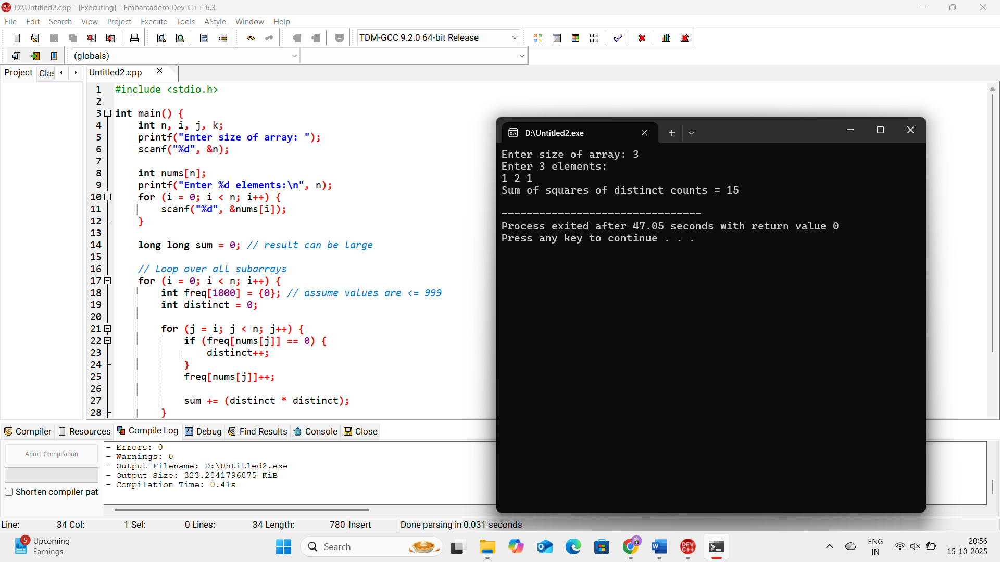 D:\Untitled2.cpp - [Executing] - Embarcadero Dev-C++ 6.3
File Edit Search View Project Execute Tools AStyle Window Help
TDM-GCC 9.2.0 64-bit Release
(globals)
Project Clas Untitled2.cpp
1 #include <stdio.h>
2
3 int main() {
4 int n, i, j, k;
5 printf("Enter size of array: ");
6 scanf("%d", &n);
7
8 int nums[n];
9 printf("Enter %d elements:\n", n);
10 for (i = 0; i < n; i++) {
11 scanf("%d", &nums[i]);
12 }
13
14 long long sum = 0; // result can be large
15
16 // Loop over all subarrays
17 for (i = 0; i < n; i++) {
18 int freq[1000] = {0}; // assume values are <= 999
19 int distinct = 0;
20
21 for (j = i; j < n; j++) {
22 if (freq[nums[j]] == 0) {
23 distinct++;
24 }
25 freq[nums[j]]++;
26
27 sum += (distinct * distinct);
28 }
D:\Untitled2.exe
Enter size of array: 3
Enter 3 elements:
1 2 1
Sum of squares of distinct counts = 15
--------------------------------
Process exited after 47.05 seconds with return value 0
Press any key to continue . . .
Compiler Resources Compile Log Debug Find Results Console Close
Abort Compilation
Shorten compiler pat
- Errors: 0
- Warnings: 0
- Output Filename: D:\Untitled2.exe
- Output Size: 323.2841796875 KiB
- Compilation Time: 0.41s
Line: 34 Col: 1 Sel: 0 Lines: 34 Length: 780 Insert Done parsing in 0.031 seconds
5 Upcoming
Earnings
Search
DEV C++
ENG
IN
20:56
15-10-2025